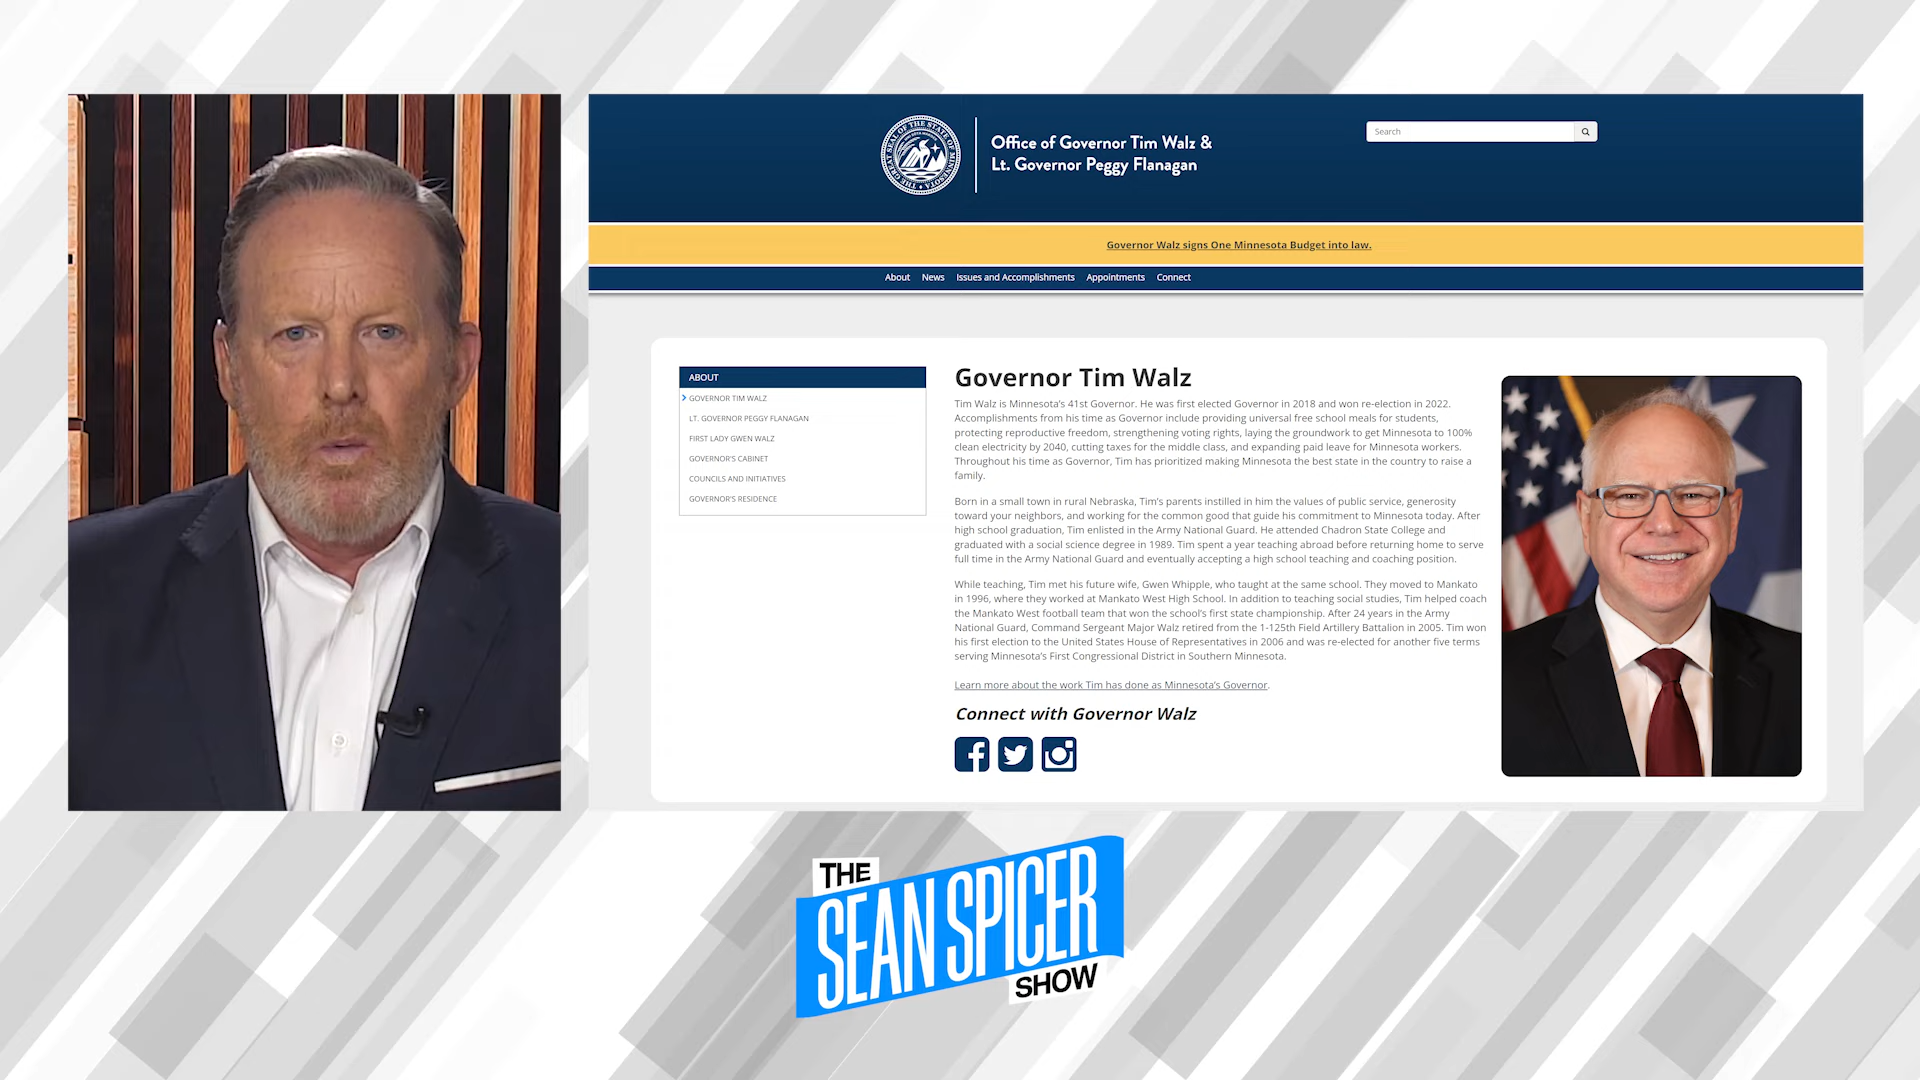 Office of Governor Tim Walz &
Lt. Governor Peggy Flanagan
Search
Governor Walz signs One Minnesota Budget into law.
About News Issues and Accomplishments Appointments Connect
ABOUT
GOVERNOR TIM WALZ
LT. GOVERNOR PEGGY FLANAGAN
FIRST LADY GWEN WALZ
GOVERNOR'S CABINET
COUNCILS AND INITIATIVES
GOVERNOR'S RESIDENCE
Governor Tim Walz
Tim Walz is Minnesota's 41st Governor. He was first elected Governor in 2018 and won re-election in 2022.
Accomplishments from his time as Governor include providing universal free school meals for students,
protecting reproductive freedom, strengthening voting rights, laying the groundwork to get Minnesota to 100%
clean electricity by 2040, cutting taxes for the middle class, and expanding paid leave for Minnesota workers.
Throughout his time as Governor, Tim has prioritized making Minnesota the best state in the country to raise a
family.
Born in a small town in rural Nebraska, Tim's parents instilled in him the values of public service, generosity
toward your neighbors, and working for the common good that guide his commitment to Minnesota today. After
high school graduation, Tim enlisted in the Army National Guard. He attended Chadron State College and
graduated with a social science degree in 1989. Tim spent a year teaching abroad before returning home to serve
full time in the Army National Guard and eventually accepting a high school teaching and coaching position.
While teaching, Tim met his future wife, Gwen Whipple, who taught at the same school. They moved to Mankato
in 1996, where they worked at Mankato West High School. In addition to teaching social studies, Tim helped coach
the Mankato West football team that won the school's first state championship. After 24 years in the Army
National Guard, Command Sergeant Major Walz retired from the 1-125th Field Artillery Battalion in 2005. Tim won
his first election to the United States House of Representatives in 2006 and was re-elected for another five terms
serving Minnesota's First Congressional District in Southern Minnesota.
Learn more about the work Tim has done as Minnesota's Governor.
Connect with Governor Walz
THE
SEAN SPICER
SHOW